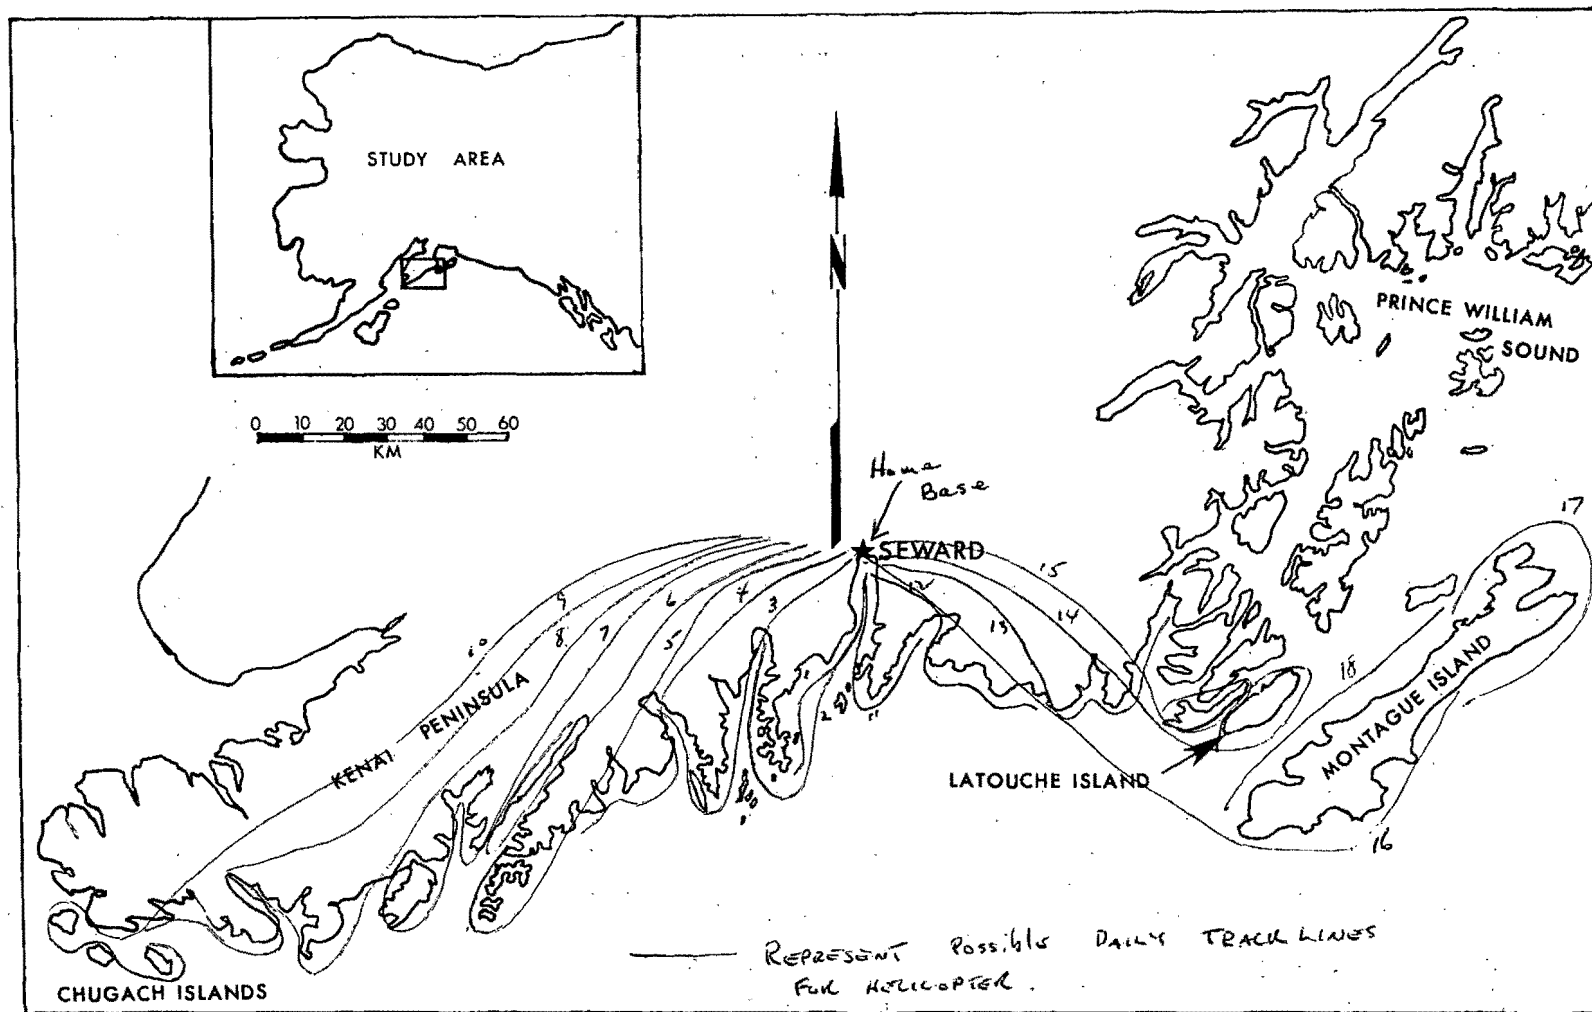 STUDY AREA
N
PRINCE WILLIAM
SOUND
0 10 20 30 40 50 60
KM
Home
Base
SEWARD
17
15
12
14
13
9
6
4
3
8
7
5
10
18
2
11
16
KENAI PENINSULA
MONTAGUE ISLAND
LATOUCHE ISLAND
CHUGACH ISLANDS
REPRESENT POSSIBLE DAILY TRACK LINES
FOR HELICOPTER.